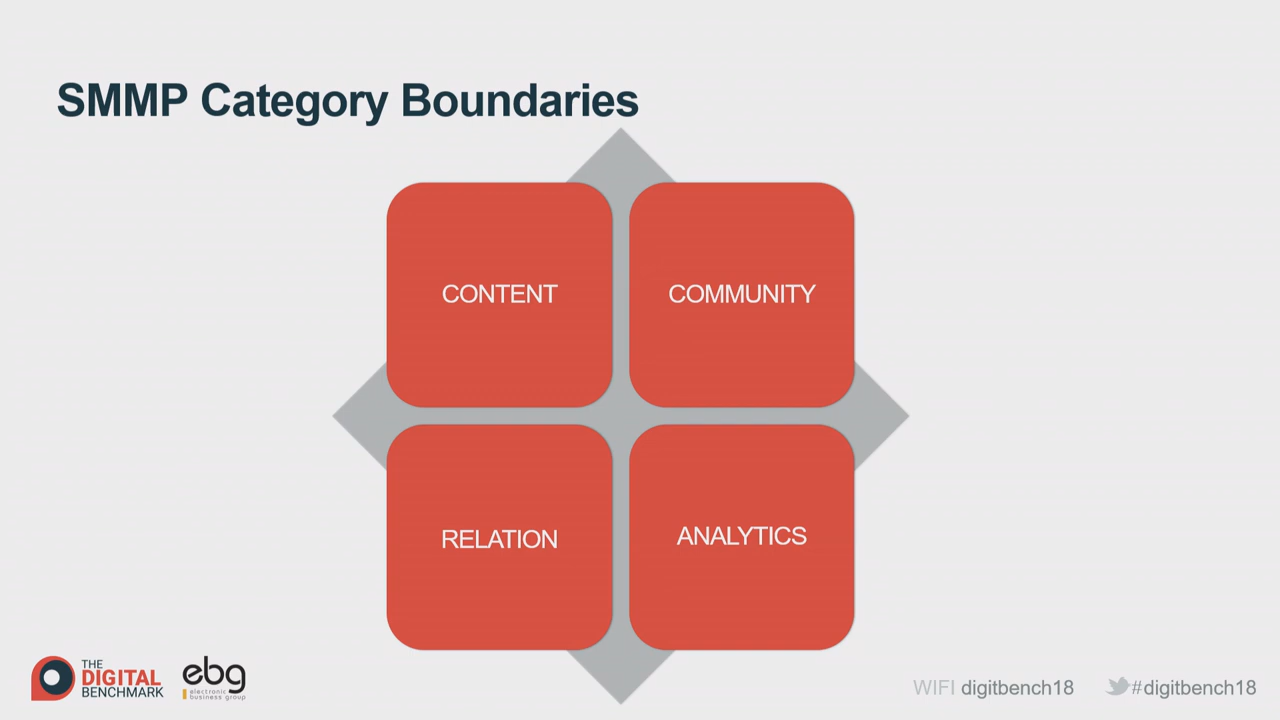 SMMP Category Boundaries
CONTENT
COMMUNITY
RELATION
ANALYTICS
THE
DIGITAL
BENCHMARK
ebg
electronic
business group
WIFI digitbench18
#digitbench18